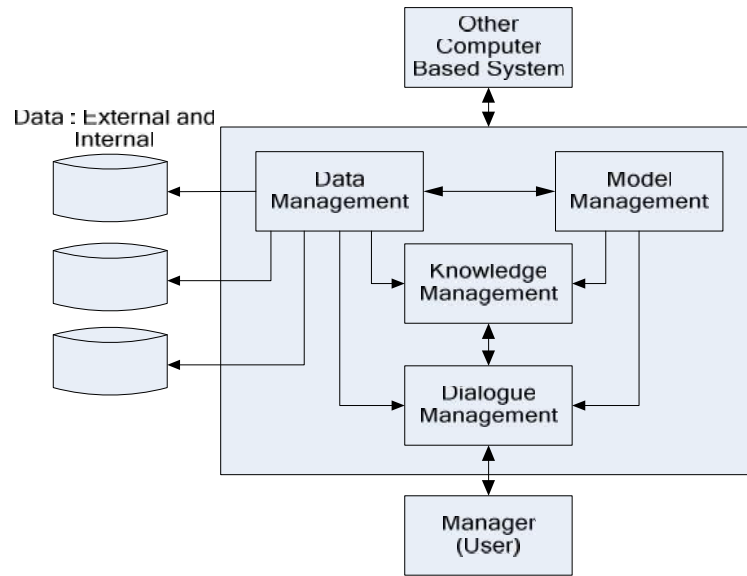 Other
Computer
Based System
Data : External and
Internal
Data
Management
Model
Management
Knowledge
Management
Dialogue
Management
Manager
(User)